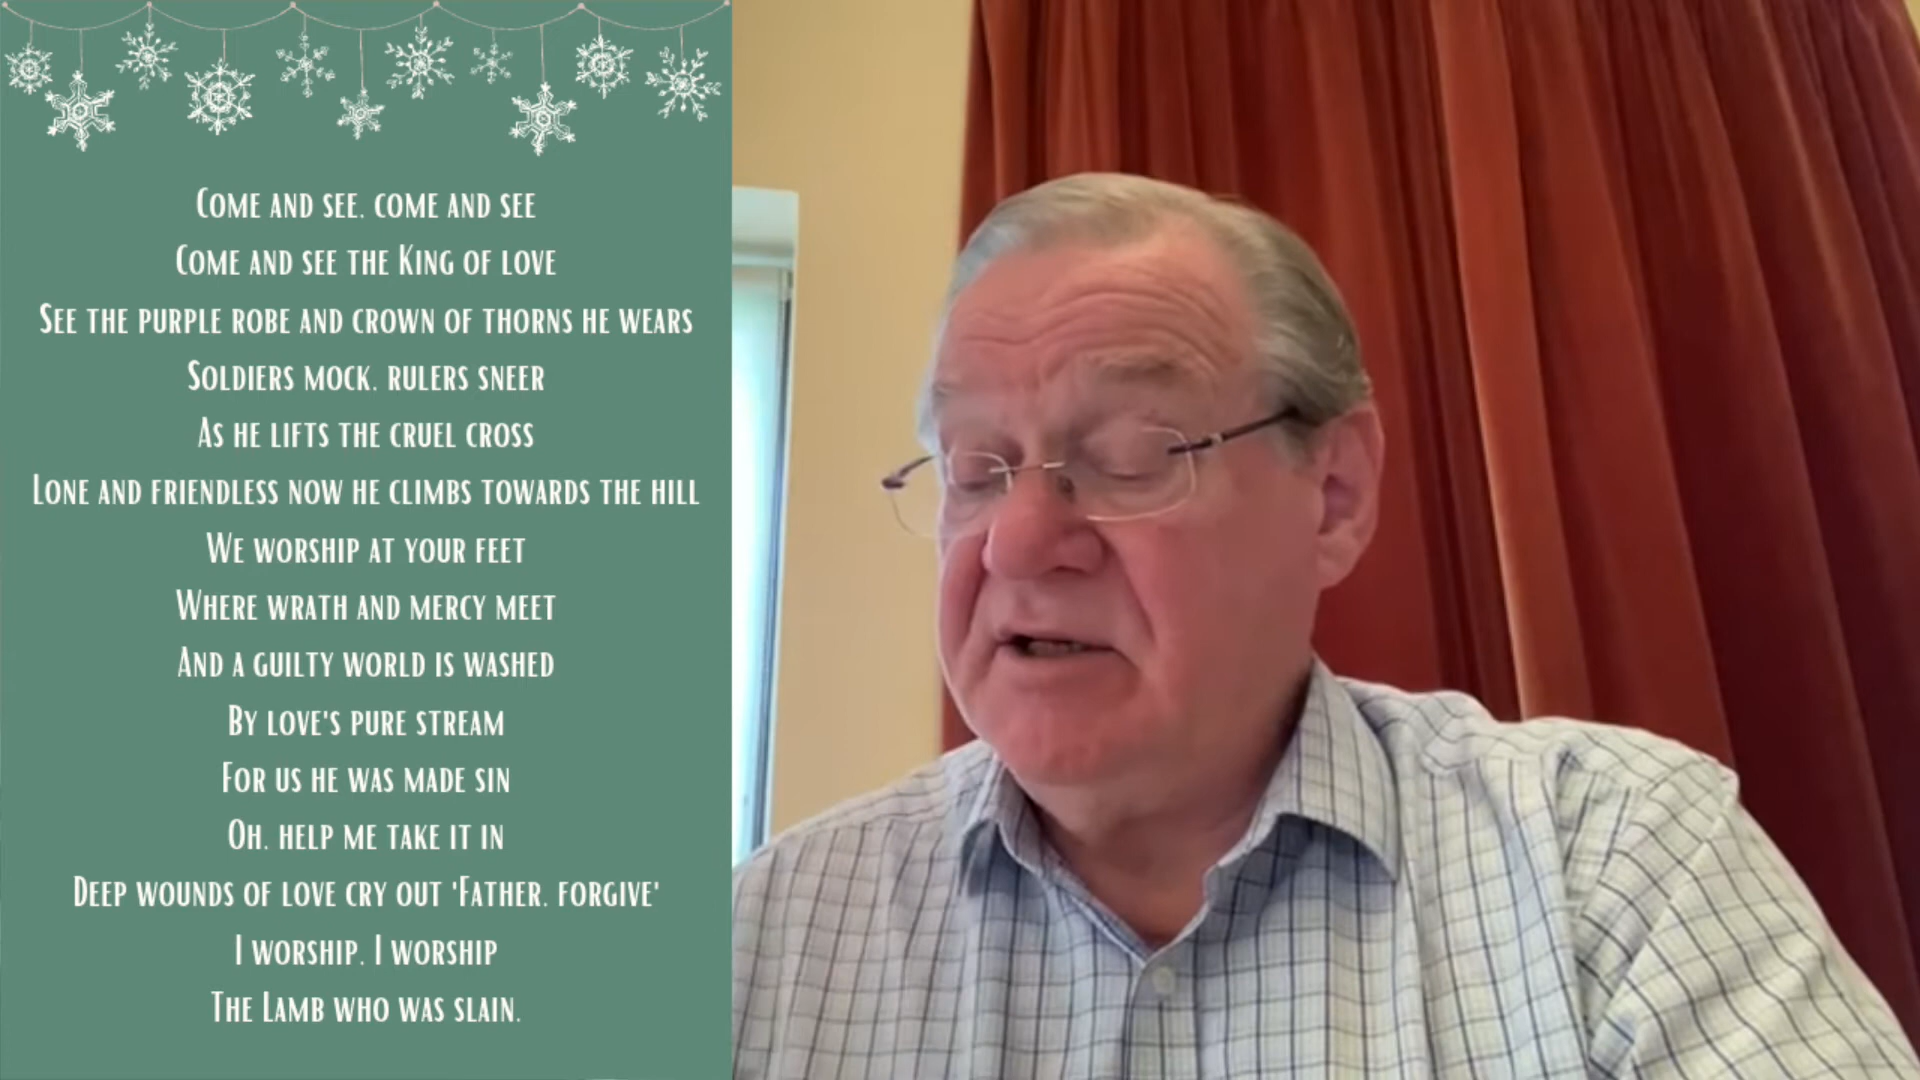 Come and see. come and see
Come and see the King of love
See the purple robe and crown of thorns he wears
Soldiers mock. rulers sneer
As he lifts the cruel cross
Lone and friendless now he climbs towards the hill
We worship at your feet
Where wrath and mercy meet
And a guilty world is washed
By love's pure stream
For us he was made sin
Oh. help me take it in
Deep wounds of love cry out 'Father. forgive'
I worship. I worship
The Lamb who was slain.